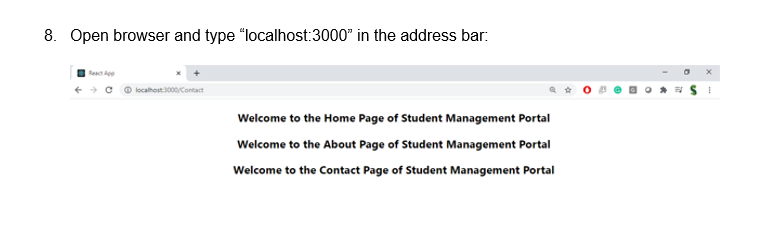 8. Open browser and type “localhost:3000” in the address bar:
React App
localhost:3000/Contact
Welcome to the Home Page of Student Management Portal
Welcome to the About Page of Student Management Portal
Welcome to the Contact Page of Student Management Portal